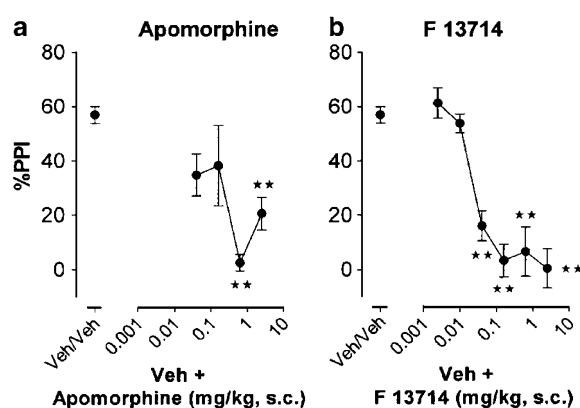 a Apomorphine
b F 13714
%PPI
80
60
40
20
0
Veh/Veh
0.001
0.01
0.1
1
10
Veh +
Apomorphine (mg/kg, s.c.)
80
60
40
20
0
Veh/Veh
0.001
0.01
0.1
1
10
Veh +
F 13714 (mg/kg, s.c.)
★★
★★
★★
★★
★★
★★